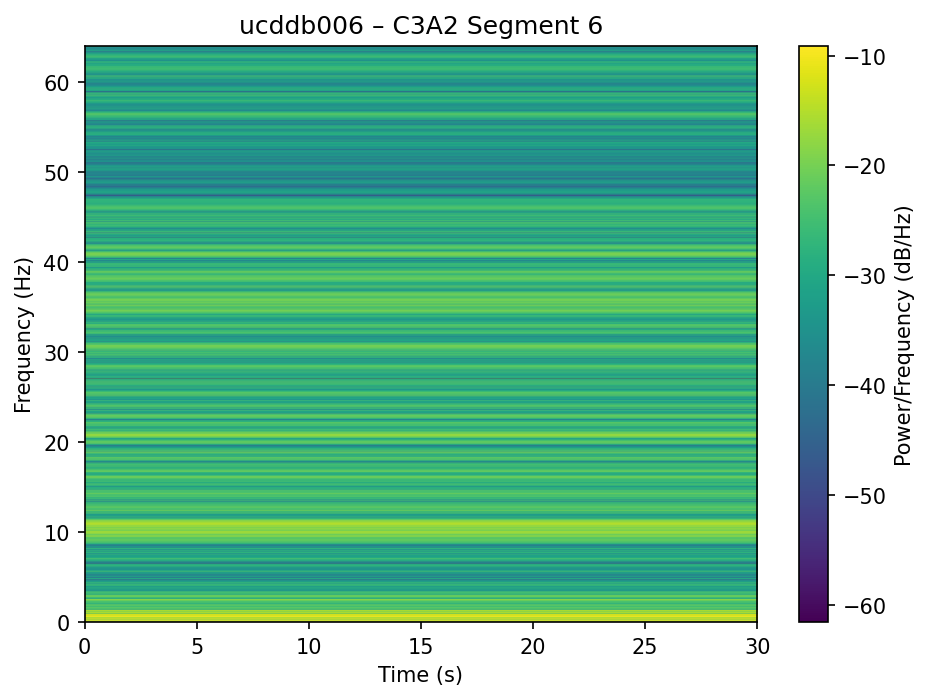 ucddb006 – C3A2 Segment 6
Frequency (Hz)
60
50
40
30
20
10
0
0 5 10 15 20 25 30
Time (s)
−10
−20
−30
−40
−50
−60
Power/Frequency (dB/Hz)